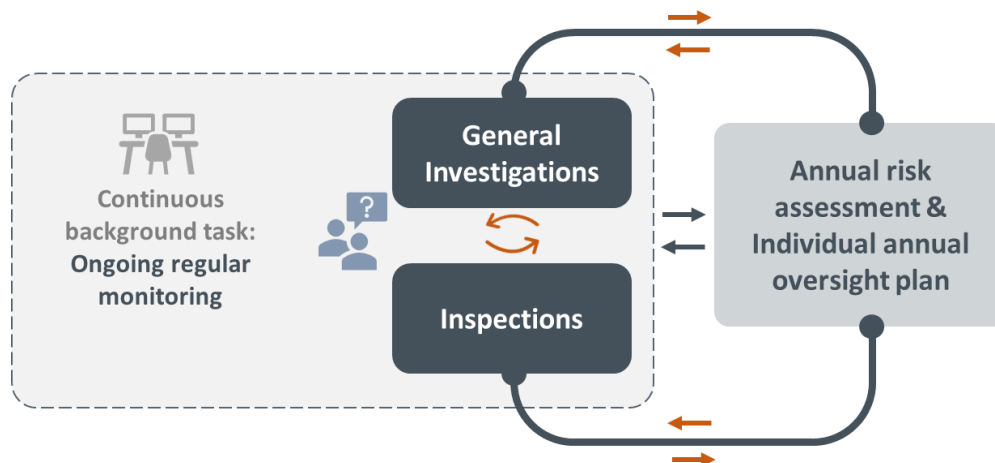 General
Investigations
Continuous
background task:
Ongoing regular
monitoring
?
Inspections
Annual risk
assessment &
Individual annual
oversight plan